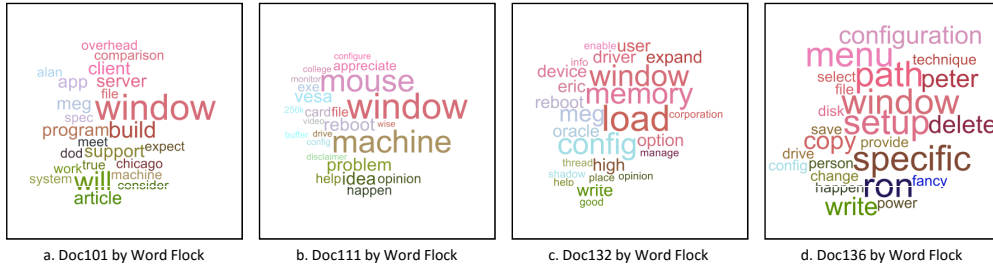 overhead
comparison
alan client
app server
file
meg window
spec
program build
meet
dod support expect
work true chicago
system will machine
consider
article
a. Doc101 by Word Flock
configure
college appreciate
monitor mouse
exe
vesa
256k card file window
video reboot wise
buffer drive machine
config
disclaimer problem
help idea opinion
happen
b. Doc111 by Word Flock
enable user
info driver expand
device window
eric memory
reboot
meg load corporation
oracle
config option
manage
thread high
shadow place opinion
help write
good
c. Doc132 by Word Flock
configuration
menu technique
select path peter
file
disk window
save setup delete
copy provide
drive specific
config person
change ron fancy
happen
write power
d. Doc136 by Word Flock